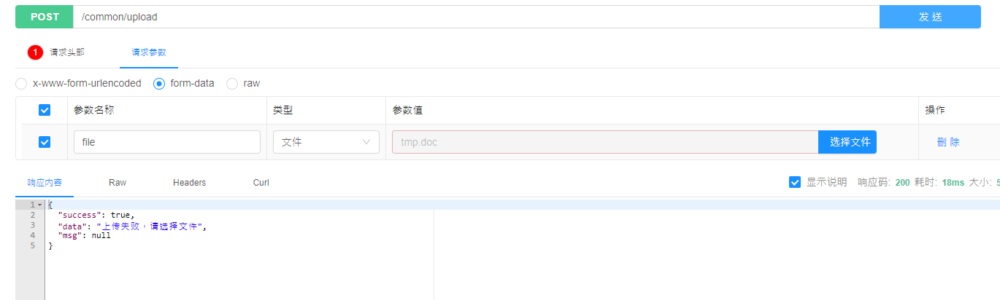 POST /common/upload 发 送
1 请求头部 请求参数
x-www-form-urlencoded form-data raw
参数名称 类型 参数值 操作
file 文件 tmp.doc 选择文件 删 除
响应内容 Raw Headers Curl 显示说明 响应码: 200 耗时: 18ms 大小: 5
1 {
2 "success": true,
3 "data": "上传失败，请选择文件",
4 "msg": null
5 }